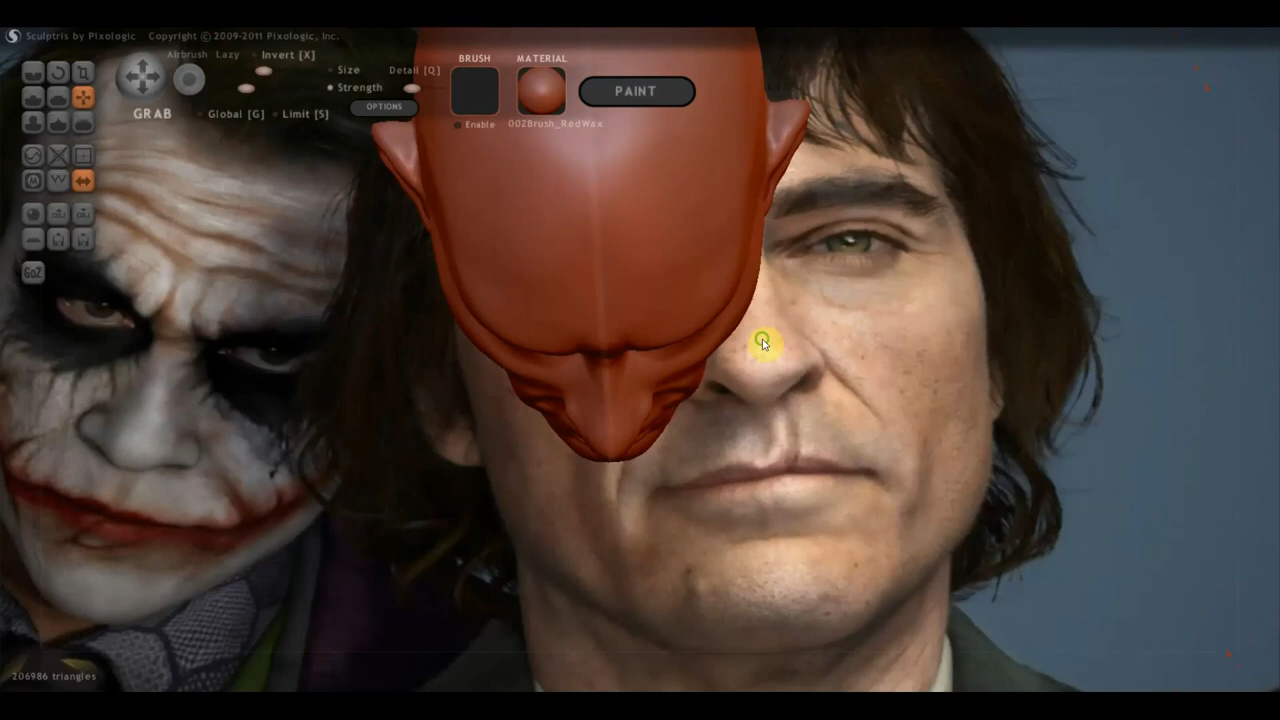 Sculptris by Pixologic Copyright © 2009-2011 Pixologic, Inc.
Airbrush Lazy Invert [X]
Size Detail [Q]
Strength
OPTIONS
GRAB Global [G] Limit [S]
BRUSH MATERIAL
PAINT
Enable 00ZBrush_RedWax
GoZ
206986 triangles